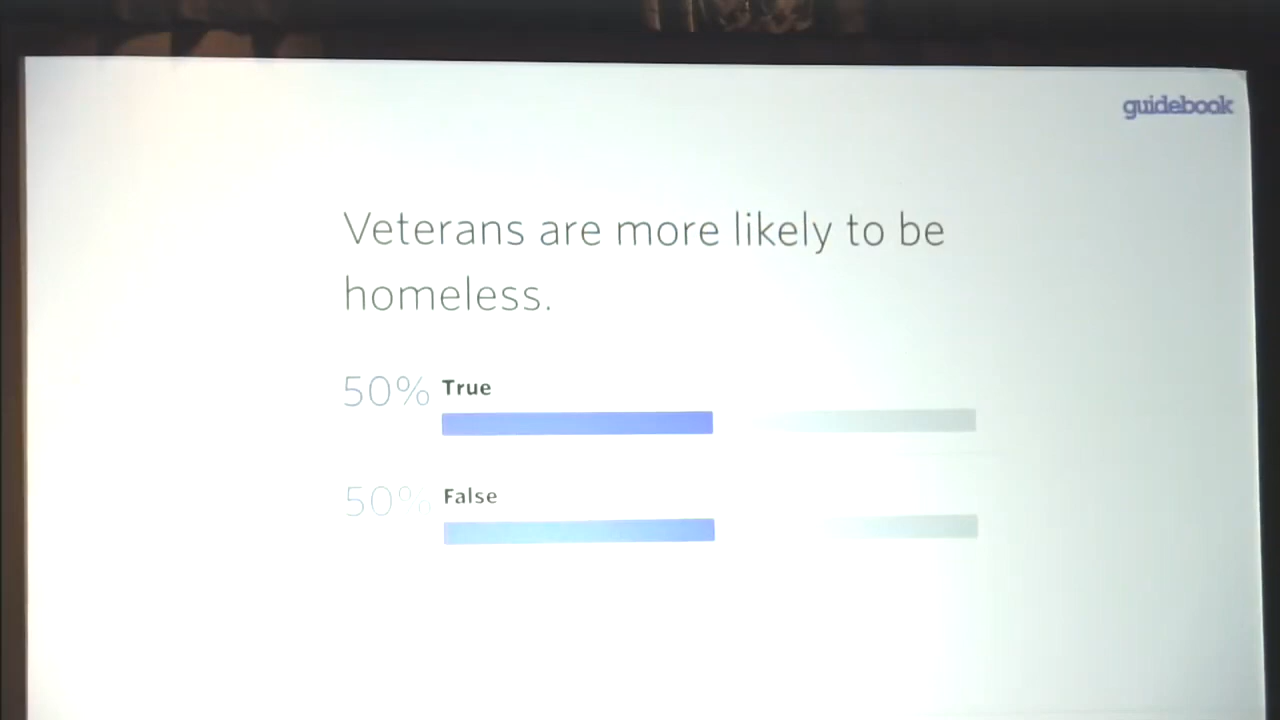 guidebook
Veterans are more likely to be
homeless.
50% True
50% False